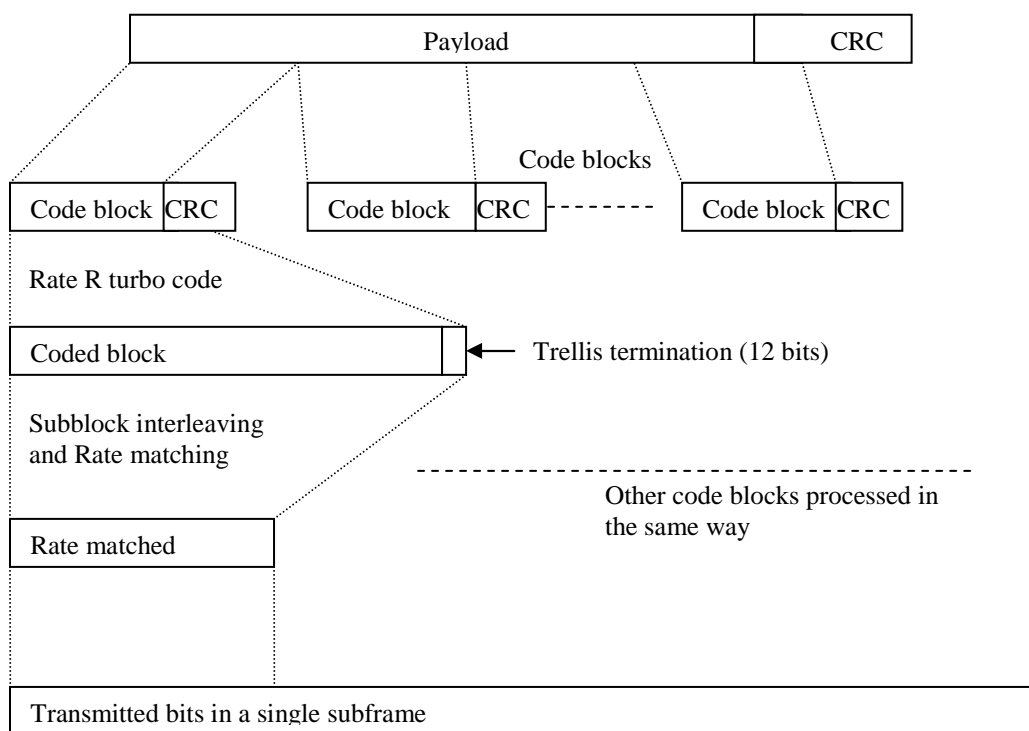 Payload
CRC
Code blocks
Code block
CRC
Code block
CRC
Code block
CRC
Rate R turbo code
Coded block
Trellis termination (12 bits)
Subblock interleaving
and Rate matching
Other code blocks processed in
the same way
Rate matched
Transmitted bits in a single subframe